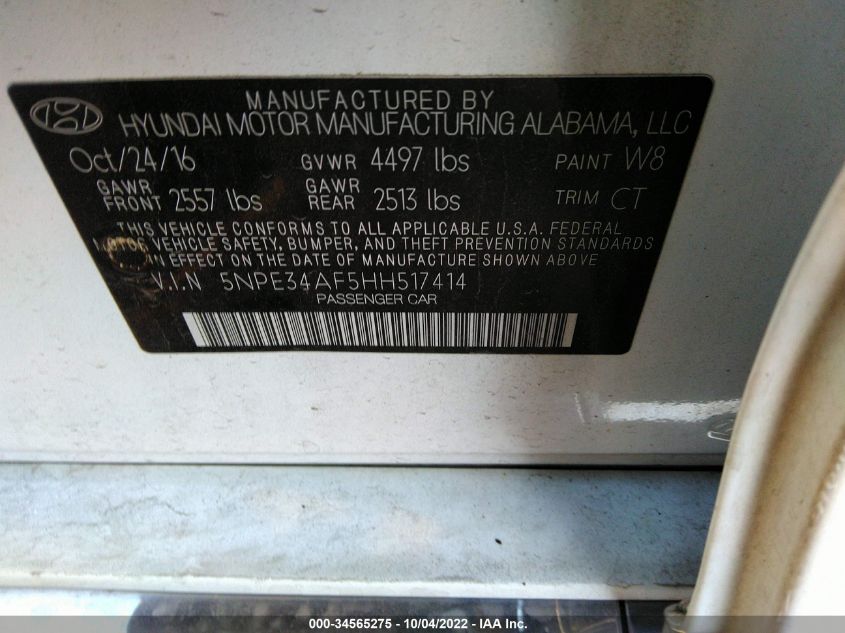 MANUFACTURED BY
HYUNDAI MOTOR MANUFACTURING ALABAMA, LLC
Oct/24/16 GVWR 4497 lbs PAINT W8
GAWR FRONT 2557 lbs GAWR REAR 2513 lbs TRIM CT
THIS VEHICLE CONFORMS TO ALL APPLICABLE U.S.A. FEDERAL
MOTOR VEHICLE SAFETY, BUMPER, AND THEFT PREVENTION STANDARDS
IN EFFECT ON THE DATE OF MANUFACTURE SHOWN ABOVE
V.I.N 5NPE34AF5HH517414
PASSENGER CAR
000-34565275 - 10/04/2022 - IAA Inc.